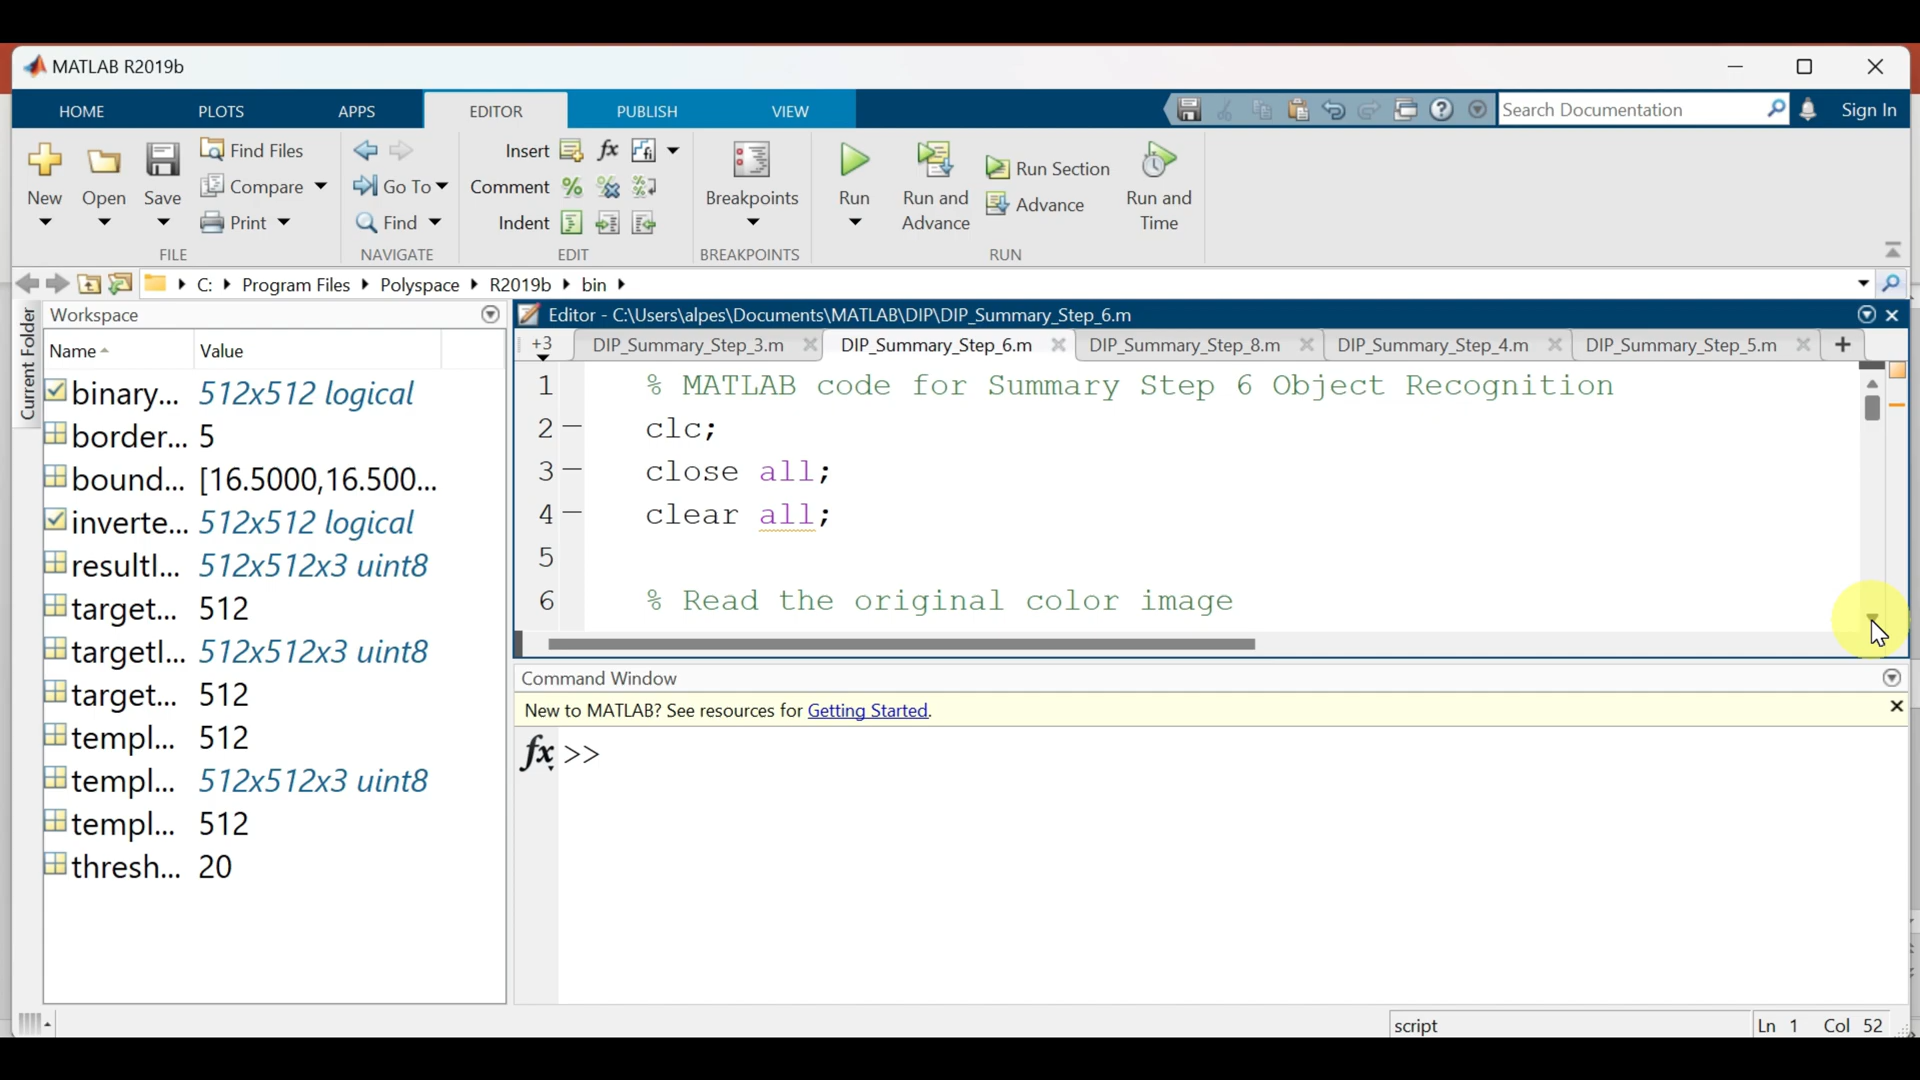 MATLAB R2019b
HOME PLOTS APPS EDITOR PUBLISH VIEW
Search Documentation
Sign In
New
Open
Save
Find Files
Compare
Print
FILE
Go To
Find
NAVIGATE
Insert
Comment
Indent
EDIT
Breakpoints
BREAKPOINTS
Run
Run and
Advance
Run Section
Advance
Run and
Time
RUN
C: Program Files Polyspace R2019b bin
Current Folder
Workspace
Name Value
binary... 512x512 logical
border... 5
bound... [16.5000,16.500...
inverte... 512x512 logical
resultI... 512x512x3 uint8
target... 512
targetI... 512x512x3 uint8
target... 512
templ... 512
templ... 512x512x3 uint8
templ... 512
thresh... 20
Editor - C:\Users\alpes\Documents\MATLAB\DIP\DIP_Summary_Step_6.m
+3 DIP_Summary_Step_3.m DIP_Summary_Step_6.m DIP_Summary_Step_8.m DIP_Summary_Step_4.m DIP_Summary_Step_5.m +
1 % MATLAB code for Summary Step 6 Object Recognition
2 clc;
3 close all;
4 clear all;
5
6 % Read the original color image
Command Window
New to MATLAB? See resources for Getting Started.
fx >>
script
Ln 1 Col 52